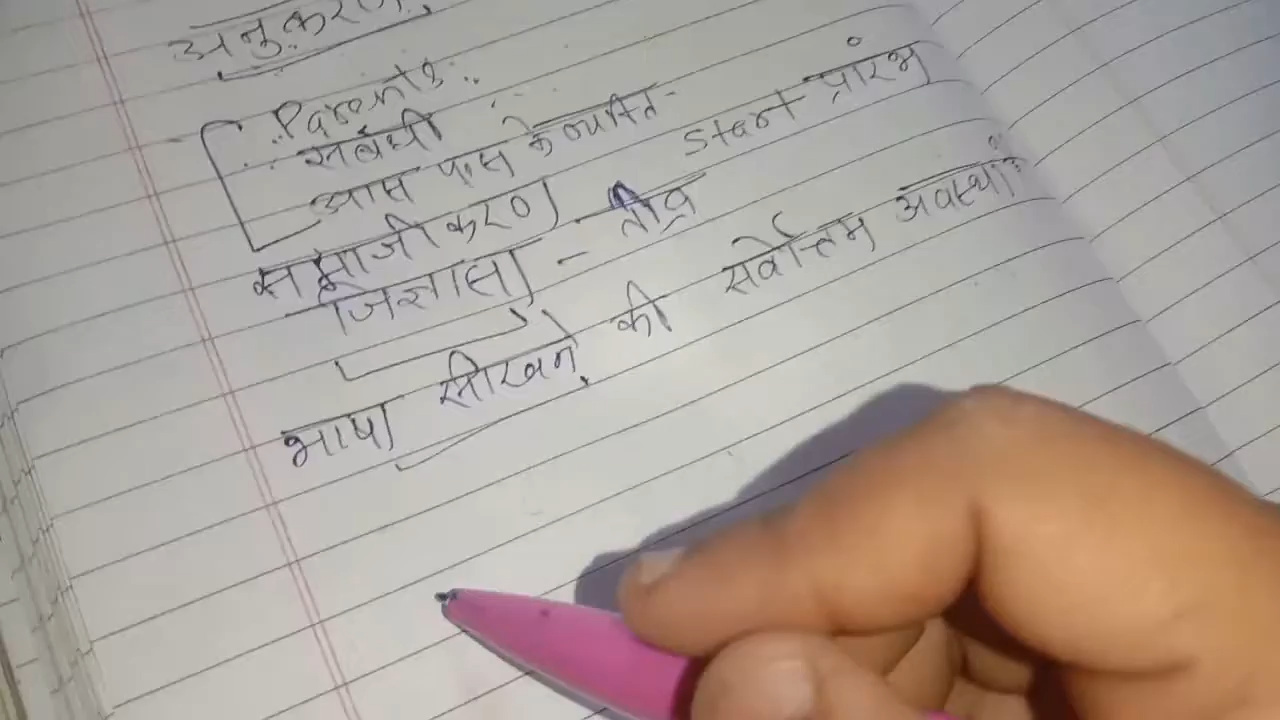 अनुकरण
Parents
संबंधी
आस पास के व्यक्ति
समाजीकरण start प्रारंभ
जिज्ञासा - तीव्र
भाषा सीखने की सर्वोत्तम अवस्था